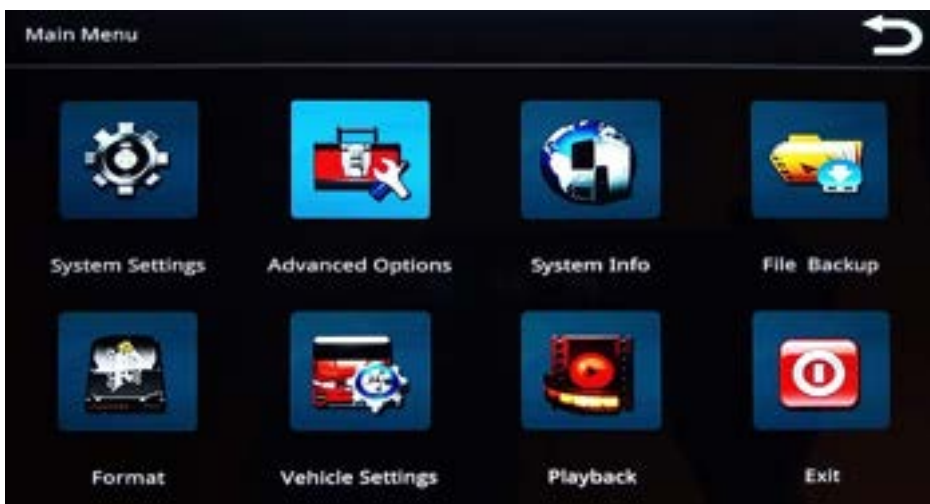 Main Menu
System Settings
Advanced Options
System Info
File Backup
Format
Vehicle Settings
Playback
Exit